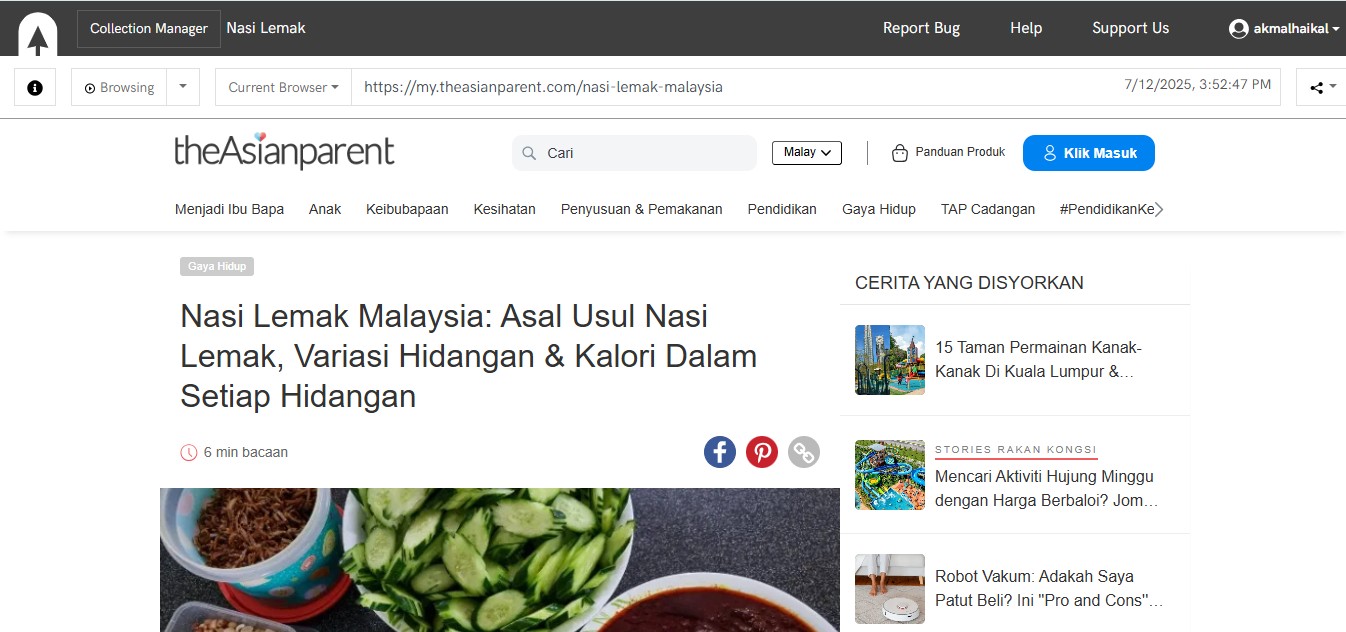 Collection Manager
Nasi Lemak
Report Bug
Help
Support Us
akmalhaikal
Browsing
Current Browser
https://my.theasianparent.com/nasi-lemak-malaysia
7/12/2025, 3:52:47 PM
theAsianparent
Cari
Malay
Panduan Produk
Klik Masuk
Menjadi Ibu Bapa
Anak
Keibubapaan
Kesihatan
Penyusuan & Pemakanan
Pendidikan
Gaya Hidup
TAP Cadangan
#PendidikanKe
Gaya Hidup
Nasi Lemak Malaysia: Asal Usul Nasi
Lemak, Variasi Hidangan & Kalori Dalam
Setiap Hidangan
6 min bacaan
CERITA YANG DISYORKAN
15 Taman Permainan Kanak-
Kanak Di Kuala Lumpur &…
STORIES RAKAN KONGSI
Mencari Aktiviti Hujung Minggu
dengan Harga Berbaloi? Jom…
Robot Vakum: Adakah Saya
Patut Beli? Ini "Pro and Cons"…